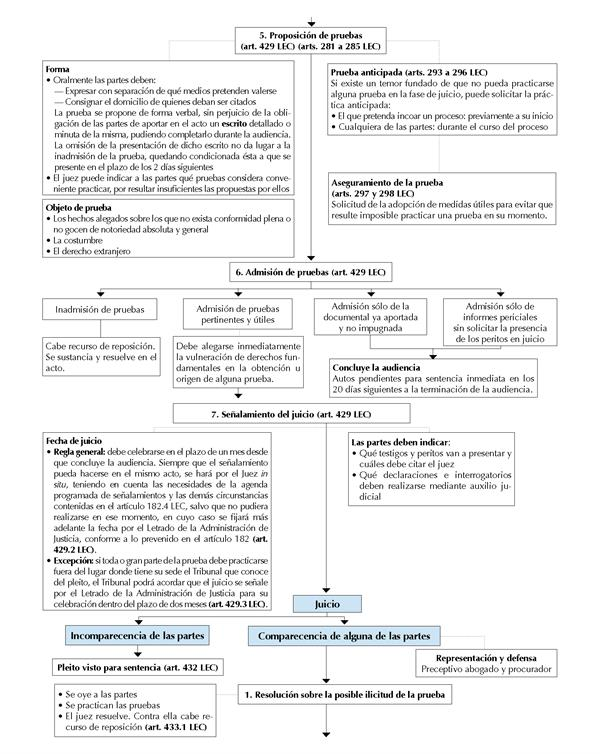 5. Proposición de pruebas
(art. 429 LEC) (arts. 281 a 285 LEC)
Forma
• Oralmente las partes deben:
— Expresar con separación de qué medios pretenden valerse
— Consignar el domicilio de quienes deban ser citados
La prueba se propone de forma verbal, sin perjuicio de la obli-
gación de las partes de aportar en el acto un escrito detallado o
minuta de la misma, pudiendo completarlo durante la audiencia.
La omisión de la presentación de dicho escrito no da lugar a la
inadmisión de la prueba, quedando condicionada ésta a que se
presente en el plazo de los 2 días siguientes
• El juez puede indicar a las partes qué pruebas considera conve-
niente practicar, por resultar insuficientes las propuestas por ellos
Prueba anticipada (arts. 293 a 296 LEC)
Si existe un temor fundado de que no pueda practicarse
alguna prueba en la fase de juicio, puede solicitar la prác-
tica anticipada:
• El que pretenda incoar un proceso: previamente a su inicio
• Cualquiera de las partes: durante el curso del proceso
Aseguramiento de la prueba
(arts. 297 y 298 LEC)
Solicitud de la adopción de medidas útiles para evitar que
resulte imposible practicar una prueba en su momento.
Objeto de prueba
• Los hechos alegados sobre los que no exista conformidad plena o
no gocen de notoriedad absoluta y general
• La costumbre
• El derecho extranjero
6. Admisión de pruebas (art. 429 LEC)
Inadmisión de pruebas
Cabe recurso de reposición.
Se sustancia y resuelve en el
acto.
Admisión de pruebas
pertinentes y útiles
Debe alegarse inmediatamente
la vulneración de derechos fun-
damentales en la obtención u
origen de alguna prueba.
Admisión sólo de la
documental ya aportada
y no impugnada
Admisión sólo de
informes periciales
sin solicitar la presencia
de los peritos en juicio
Concluye la audiencia
Autos pendientes para sentencia inmediata en los
20 días siguientes a la terminación de la audiencia.
7. Señalamiento del juicio (art. 429 LEC)
Fecha de juicio
• Regla general: debe celebrarse en el plazo de un mes desde
que concluye la audiencia. Siempre que el señalamiento
pueda hacerse en el mismo acto, se hará por el Juez in
situ, teniendo en cuenta las necesidades de la agenda
programada de señalamientos y las demás circunstancias
contenidas en el artículo 182.4 LEC, salvo que no pudiera
realizarse en ese momento, en cuyo caso se fijará más
adelante la fecha por el Letrado de la Administración de
Justicia, conforme a lo prevenido en el artículo 182 (art.
429.2 LEC).
• Excepción: si toda o gran parte de la prueba debe practicarse
fuera del lugar donde tiene su sede el Tribunal que conoce
del pleito, el Tribunal podrá acordar que el juicio se señale
por el Letrado de la Administración de Justicia para su
celebración dentro del plazo de dos meses (art. 429.3 LEC).
Las partes deben indicar:
• Qué testigos y peritos van a presentar y
cuáles debe citar el juez
• Qué declaraciones e interrogatorios
deben realizarse mediante auxilio ju-
dicial
Juicio
Incomparecencia de las partes
Comparecencia de alguna de las partes
Pleito visto para sentencia (art. 432 LEC)
Representación y defensa
Preceptivo abogado y procurador
• Se oye a las partes
• Se practican las pruebas
• El juez resuelve. Contra ella cabe re-
curso de reposición (art. 433.1 LEC)
1. Resolución sobre la posible ilicitud de la prueba